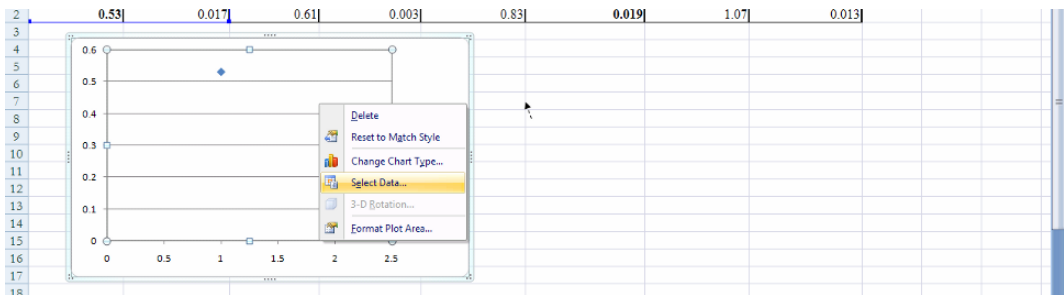 2 0.53 0.017 0.61 0.003 0.83 0.019 1.07 0.013
3
4
5
6
7
8
9
10
11
12
13
14
15
16
17
18
0.6
0.5
0.4
0.3
0.2
0.1
0
0 0.5 1 1.5 2 2.5
Delete
Reset to Match Style
Change Chart Type...
Select Data...
3-D Rotation...
Format Plot Area...